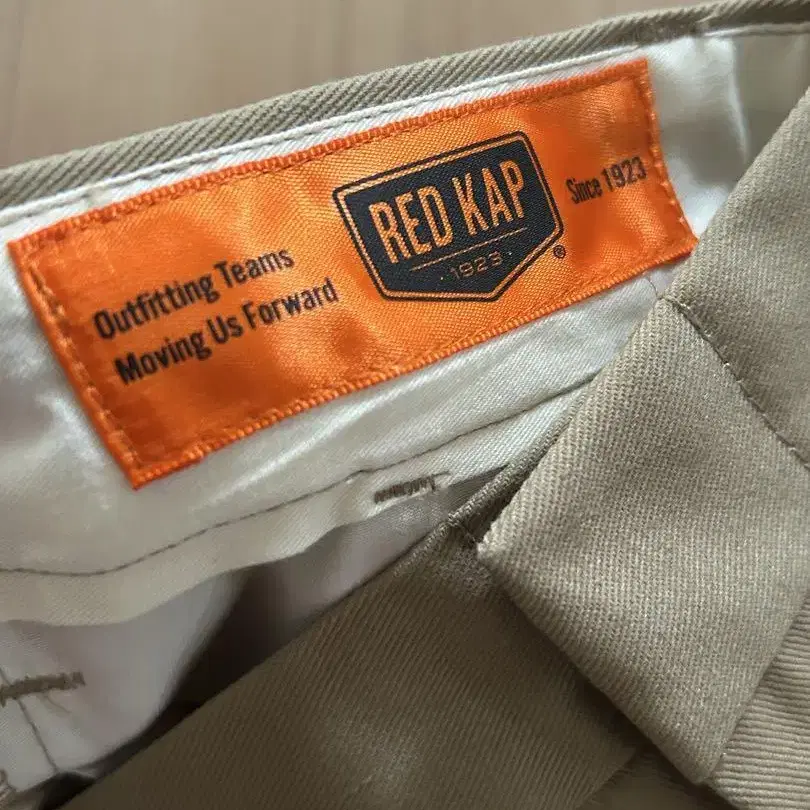 Outfitting Teams
Moving Us Forward
RED KAP
· 1923 ·
®
Since 1923